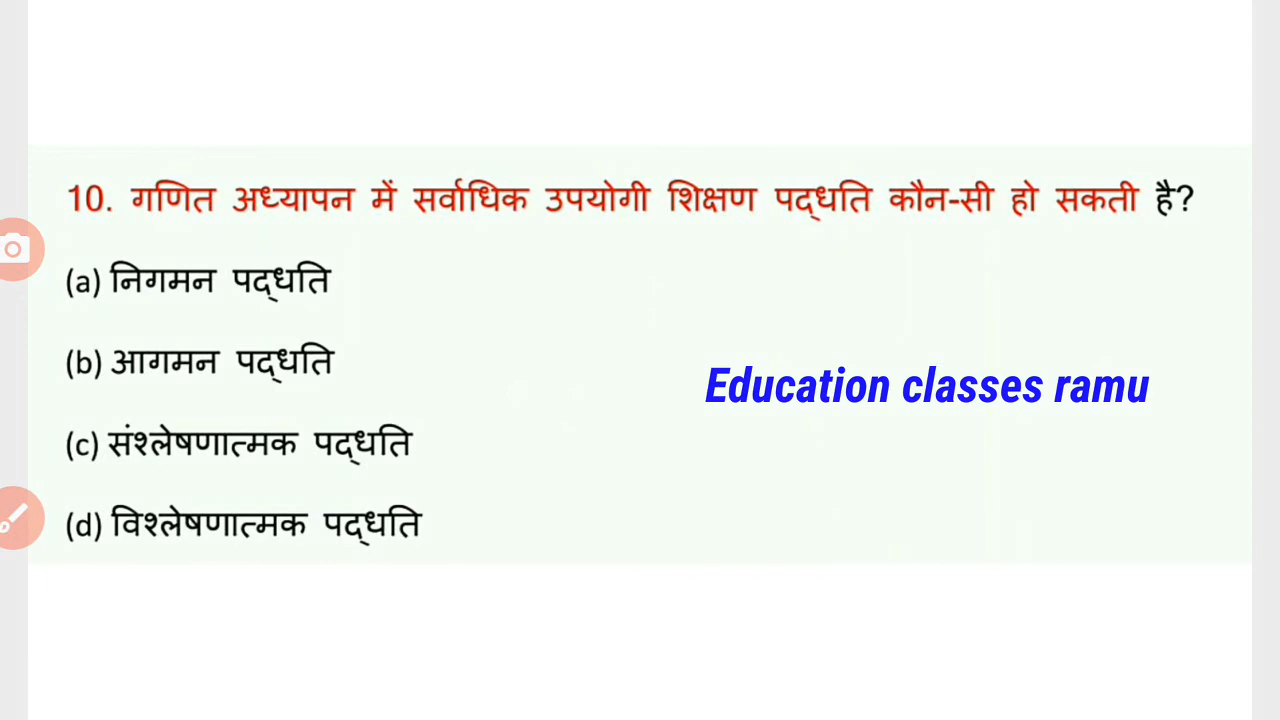 10. गणित अध्यापन में सर्वाधिक उपयोगी शिक्षण पद्धति कौन-सी हो सकती है?
(a) निगमन पद्धति
(b) आगमन पद्धति
Education classes ramu
(c) संश्लेषणात्मक पद्धति
(d) विश्लेषणात्मक पद्धति